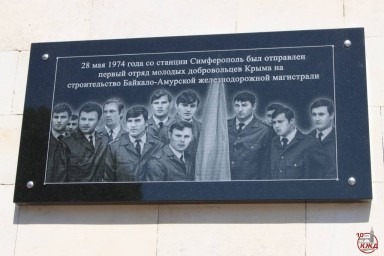 28 мая 1974 года со станции Симферополь был отправлен
первый отряд молодых добровольцев Крыма на
строительство Байкало-Амурской железнодорожной магистрали
КЖД